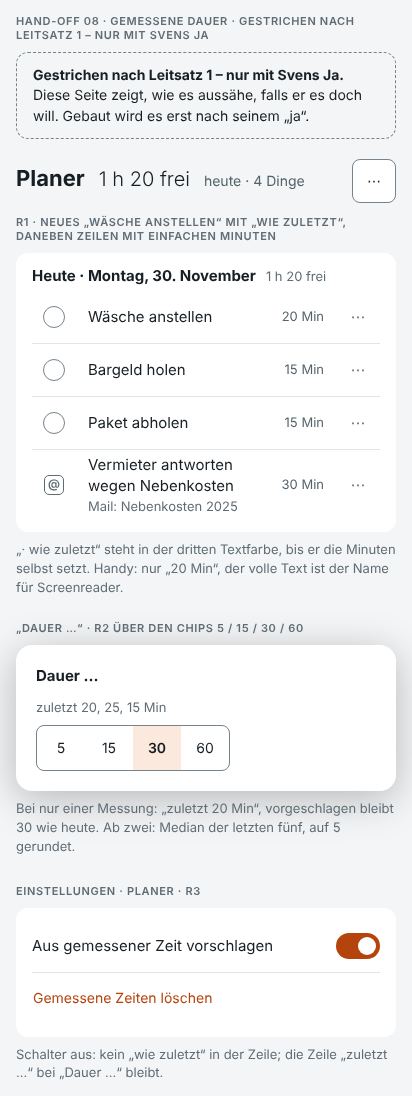 HAND-OFF 08 · GEMESSENE DAUER · GESTRICHEN NACH
LEITSATZ 1 – NUR MIT SVENS JA
Gestrichen nach Leitsatz 1 – nur mit Svens Ja.
Diese Seite zeigt, wie es aussähe, falls er es doch
will. Gebaut wird es erst nach seinem „ja“.
Planer 1 h 20 frei heute · 4 Dinge ···
R1 · NEUES „WÄSCHE ANSTELLEN“ MIT „WIE ZULETZT“,
DANEBEN ZEILEN MIT EINFACHEN MINUTEN
Heute · Montag, 30. November 1 h 20 frei
Wäsche anstellen 20 Min ···
Bargeld holen 15 Min ···
Paket abholen 15 Min ···
Vermieter antworten
wegen Nebenkosten
@ 30 Min ···
Mail: Nebenkosten 2025
„· wie zuletzt“ steht in der dritten Textfarbe, bis er die Minuten
selbst setzt. Handy: nur „20 Min“, der volle Text ist der Name
für Screenreader.
„DAUER …“ · R2 ÜBER DEN CHIPS 5 / 15 / 30 / 60
Dauer …
zuletzt 20, 25, 15 Min
5 15 30 60
Bei nur einer Messung: „zuletzt 20 Min“, vorgeschlagen bleibt
30 wie heute. Ab zwei: Median der letzten fünf, auf 5
gerundet.
EINSTELLUNGEN · PLANER · R3
Aus gemessener Zeit vorschlagen
Gemessene Zeiten löschen
Schalter aus: kein „wie zuletzt“ in der Zeile; die Zeile „zuletzt
…“ bei „Dauer …“ bleibt.